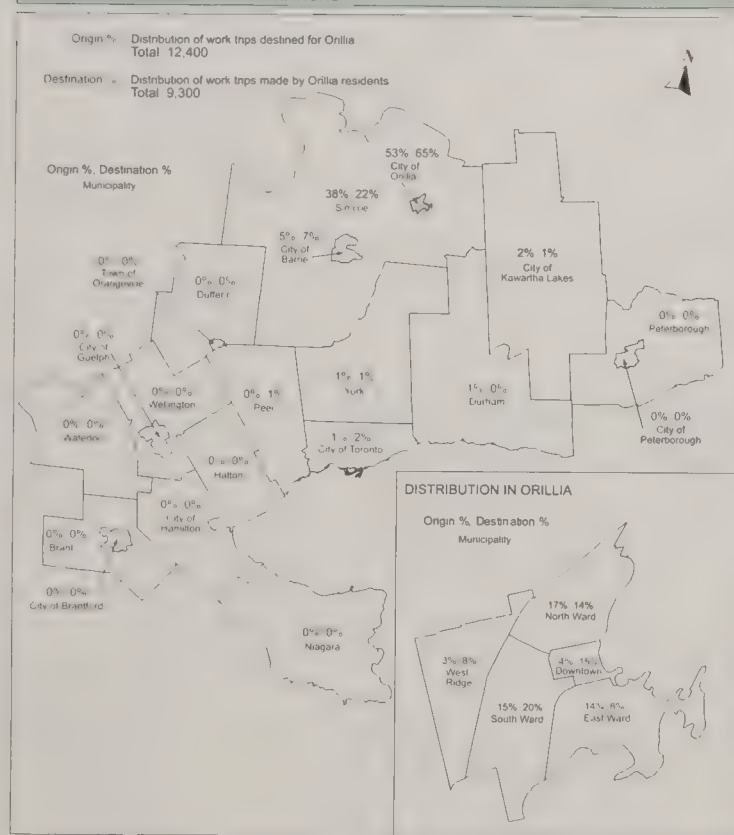 Origin % Distribution of work trips destined for Orillia
Total 12,400
Destination Distribution of work trips made by Orillia residents
Total 9,300
N
Origin %, Destination %
Municipality
53% 65%
City of
Orillia
38% 22%
Simcoe
5% 7%
City of
Barrie
2% 1%
City of
Kawartha Lakes
0% 0%
Town of
Orangeville
0% 0%
Dufferin
0% 0%
Peterborough
0% 0%
City of
Peterborough
0% 0%
City of
Guelph
0% 0%
Wellington
0% 1%
Peel
1% 1%
York
1% 0%
Durham
0% 0%
Waterloo
0% 0%
Halton
2%
City of Toronto
0% 0%
City of
Hamilton
0% 0%
Brant
0% 0%
City of Brantford
0% 0%
Niagara
DISTRIBUTION IN ORILLIA
Origin %, Destination %
Municipality
17% 14%
North Ward
3% 8%
West
Ridge
4%
Downtown
15% 20%
South Ward
14% 8%
East Ward